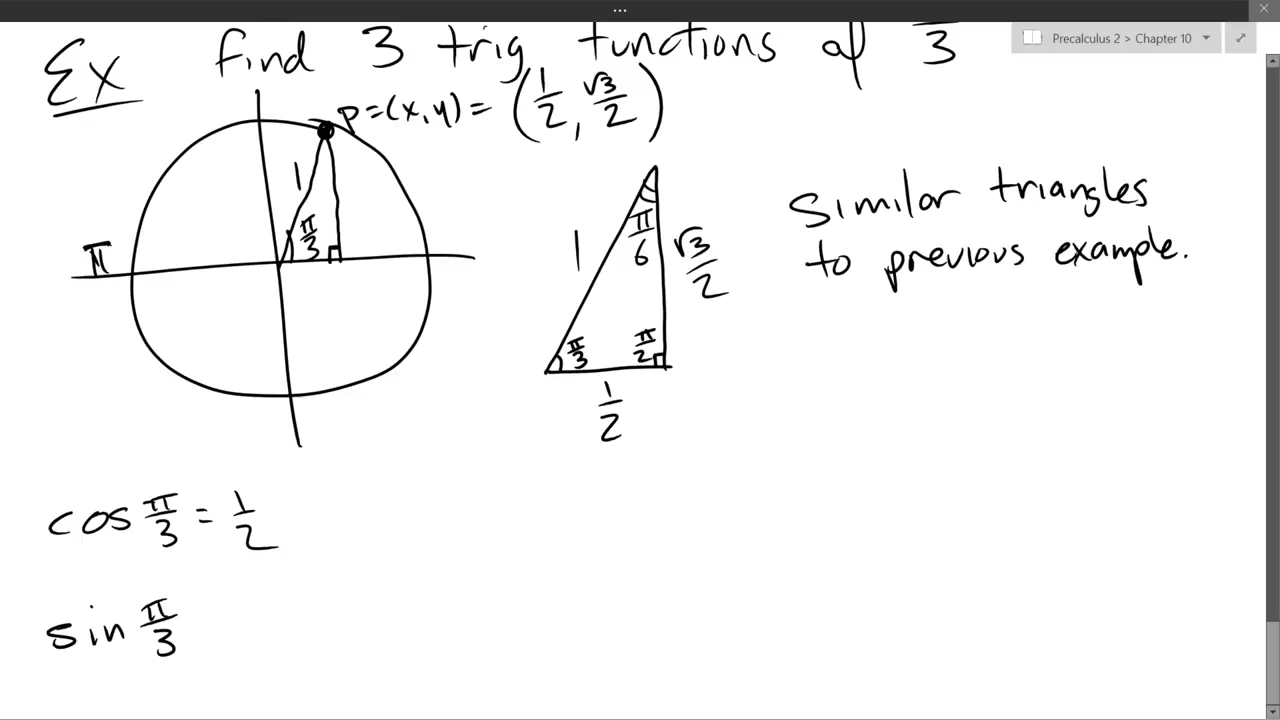 ...
Precalculus 2 > Chapter 10
Ex find 3 trig functions of π/3
p=(x,y) = (1/2, √3/2)
1
π/3
π
1
π/6
√3/2
π/3
π/2
1/2
Similar triangles
to previous example.
cos π/3 = 1/2
sin π/3